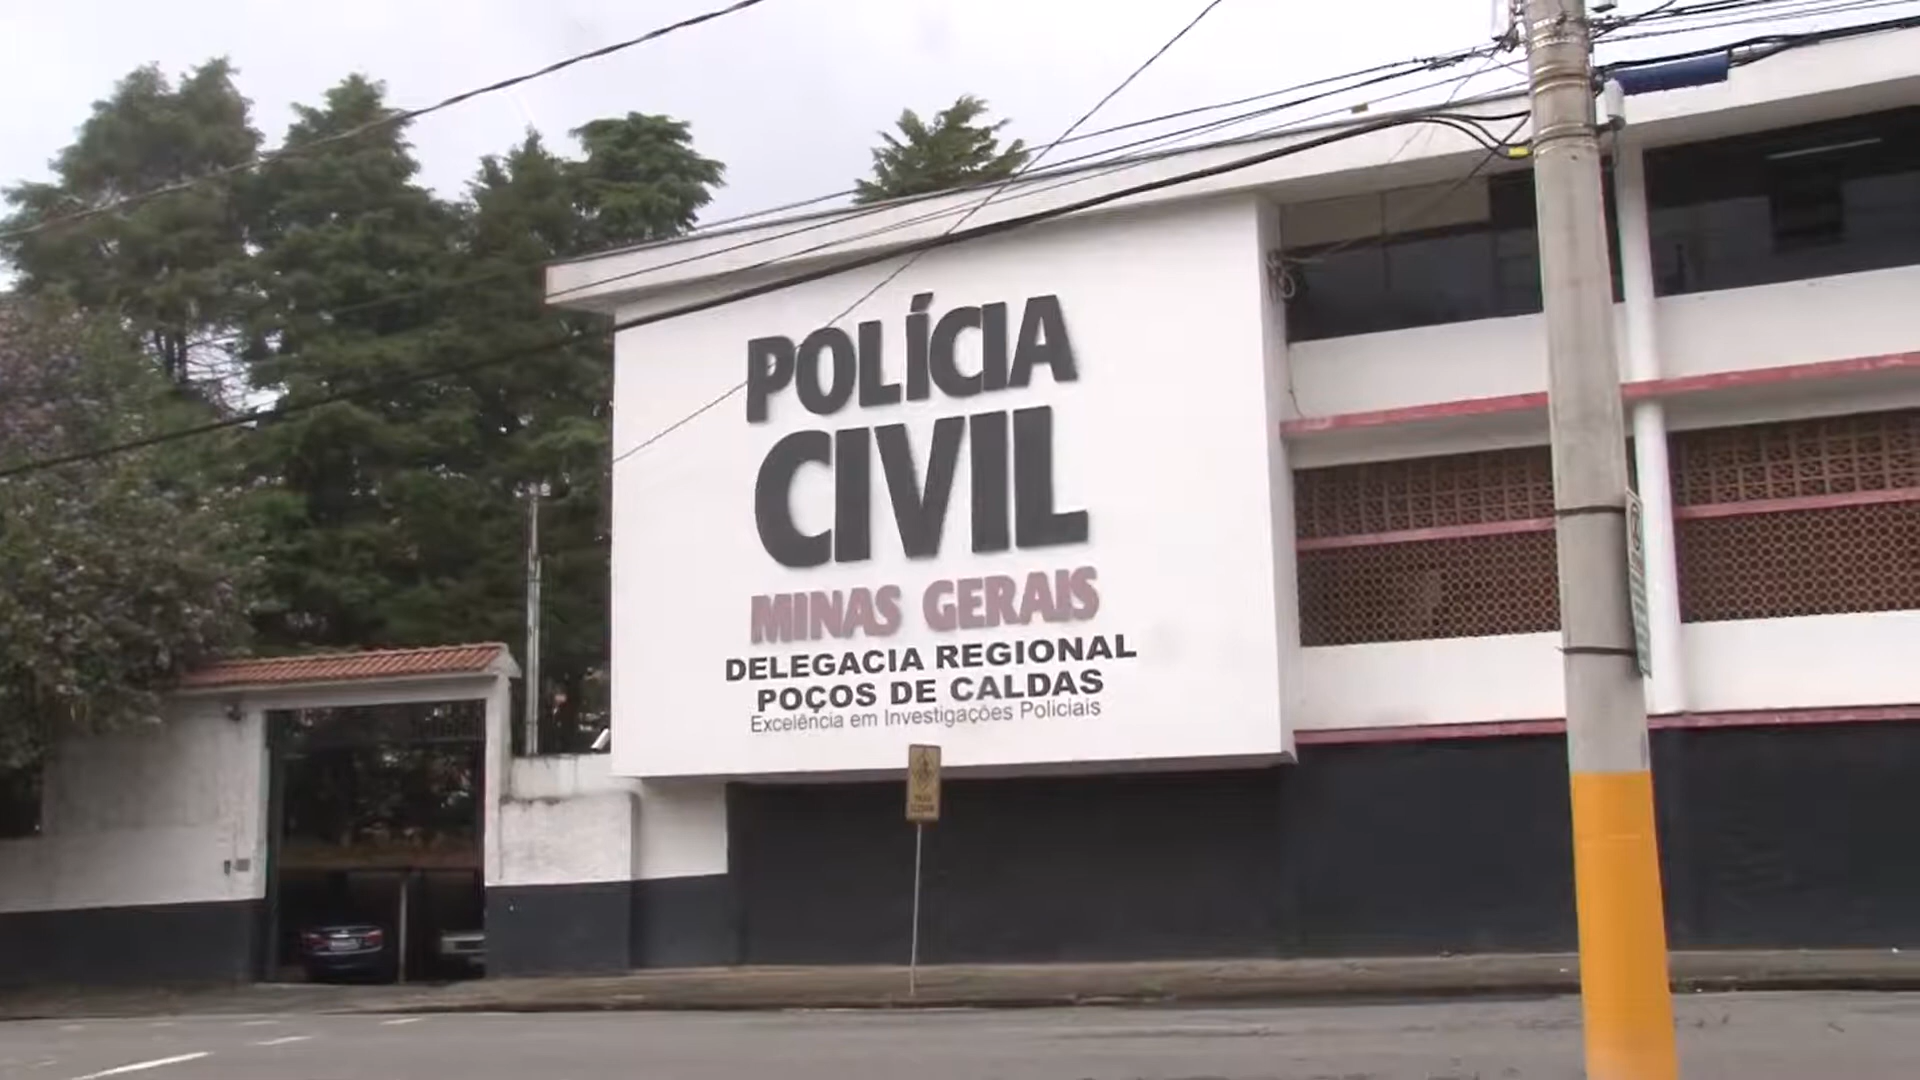 POLÍCIA
CIVIL
MINAS GERAIS
DELEGACIA REGIONAL
POÇOS DE CALDAS
Excelência em Investigações Policiais